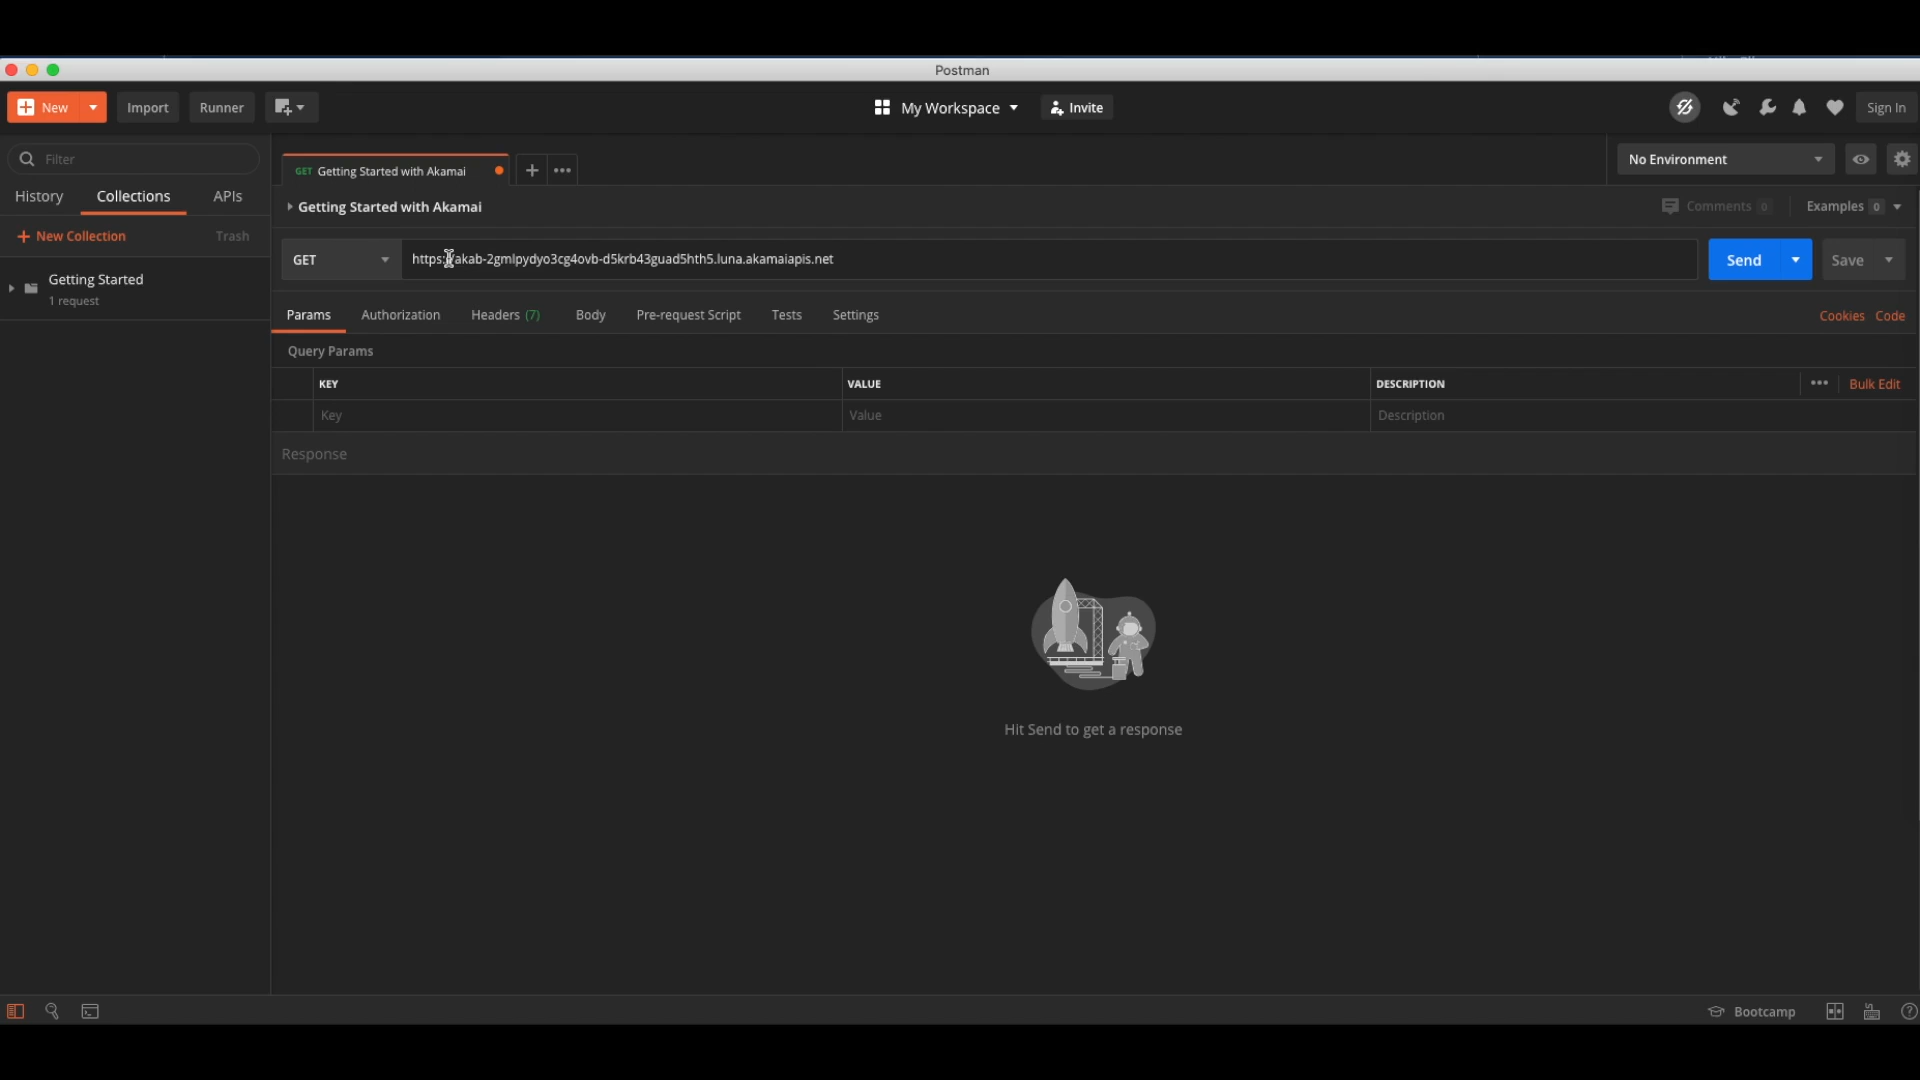 Postman
New
Import
Runner
My Workspace
Invite
Sign In
Filter
GET Getting Started with Akamai
No Environment
History
Collections
APIs
Getting Started with Akamai
Comments 0
Examples 0
+ New Collection
Trash
GET
https://akab-2gmlpydyo3cg4ovb-d5krb43guad5hth5.luna.akamaiapis.net
Send
Save
Getting Started
1 request
Params
Authorization
Headers (7)
Body
Pre-request Script
Tests
Settings
Cookies
Code
Query Params
KEY
VALUE
DESCRIPTION
Bulk Edit
Key
Value
Description
Response
Hit Send to get a response
Bootcamp